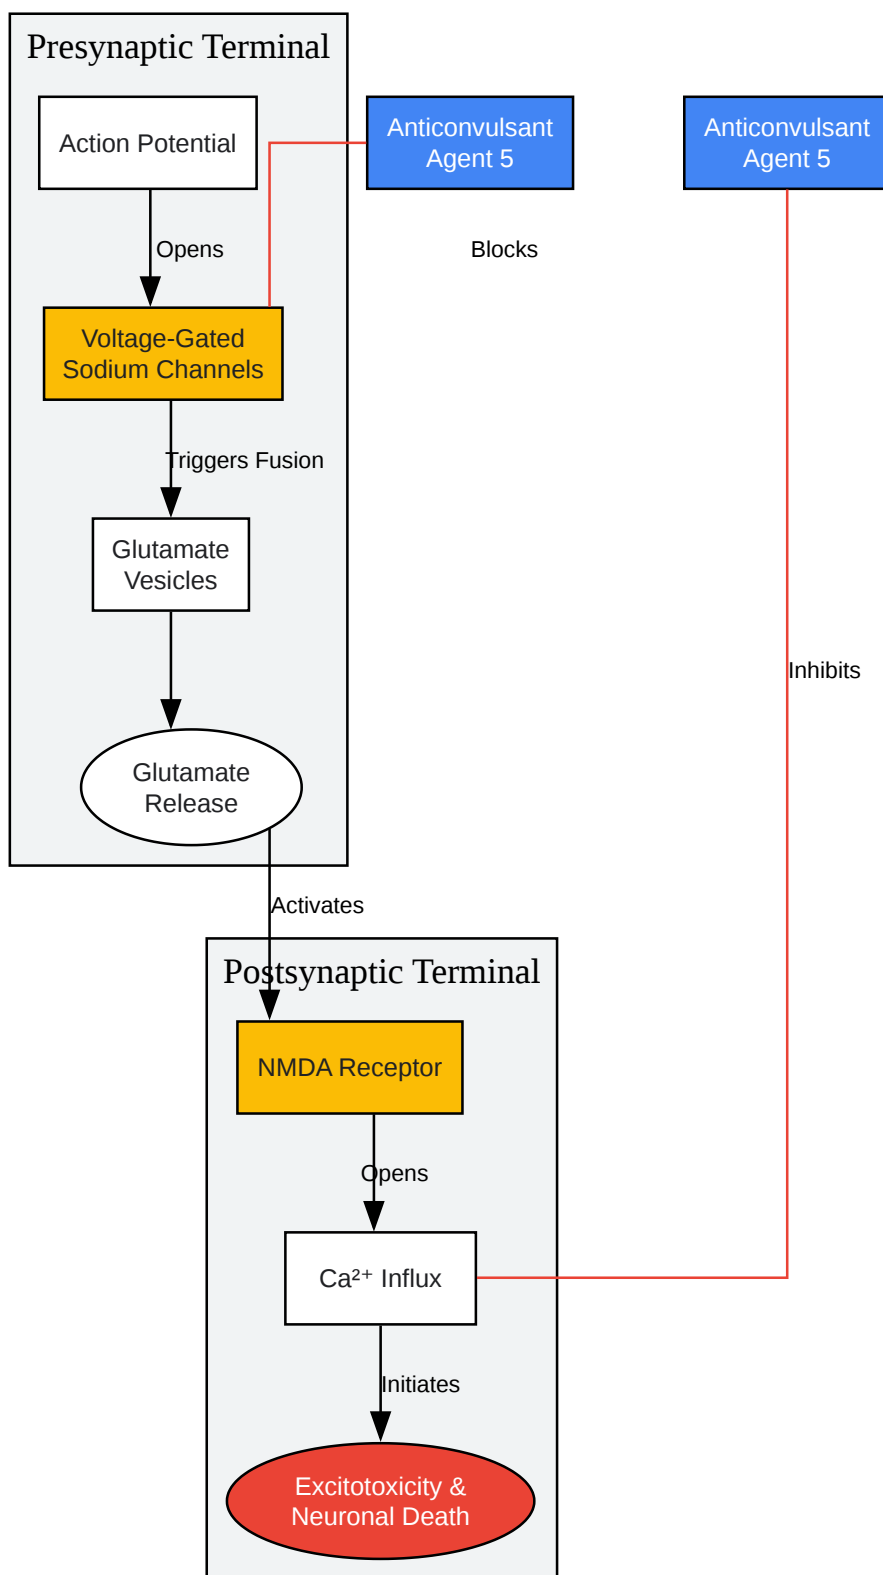 Presynaptic Terminal
Action Potential
Anticonvulsant
Agent 5
Anticonvulsant
Agent 5
Opens
Blocks
Voltage-Gated
Sodium Channels
Triggers Fusion
Glutamate
Vesicles
Inhibits
Glutamate
Release
Activates
Postsynaptic Terminal
NMDA Receptor
Opens
Ca²⁺ Influx
Initiates
Excitotoxicity &
Neuronal Death